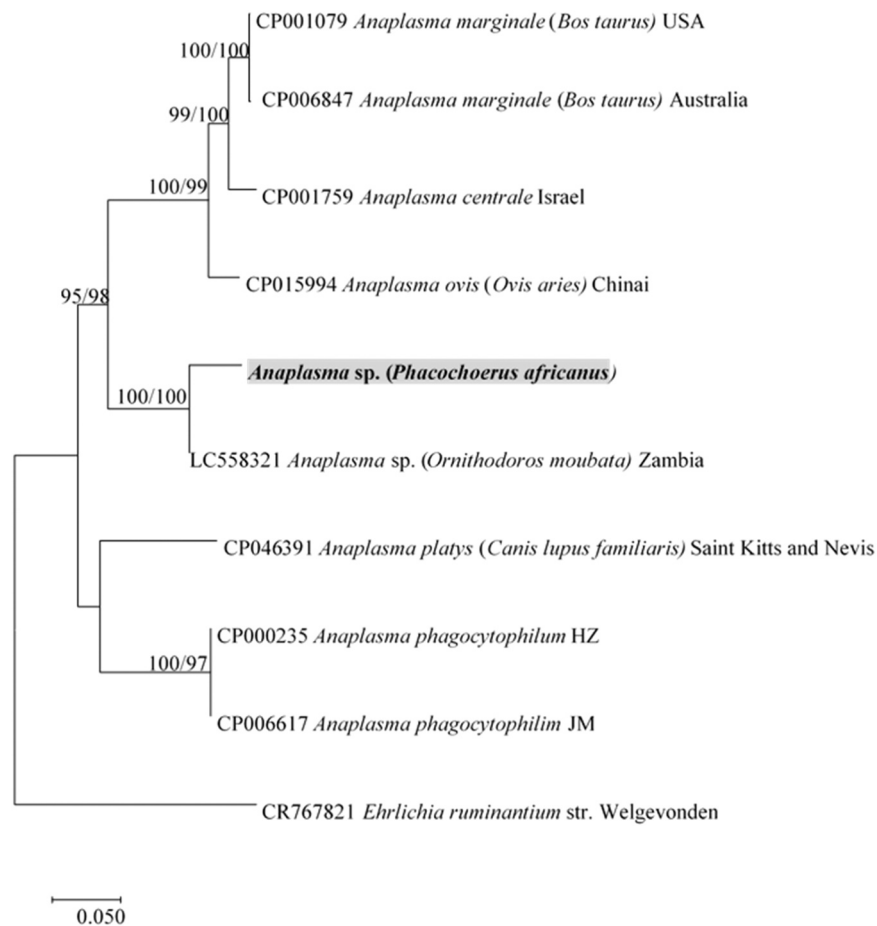 CP001079 Anaplasma marginale (Bos taurus) USA
100/100
CP006847 Anaplasma marginale (Bos taurus) Australia
99/100
100/99
CP001759 Anaplasma centrale Israel
CP015994 Anaplasma ovis (Ovis aries) Chinai
95/98
Anaplasma sp. (Phacochoerus africanus)
100/100
LC558321 Anaplasma sp. (Ornithodoros moubata) Zambia
CP046391 Anaplasma platys (Canis lupus familiaris) Saint Kitts and Nevis
CP000235 Anaplasma phagocytophilum HZ
100/97
CP006617 Anaplasma phagocytophilim JM
CR767821 Ehrlichia ruminantium str. Welgevonden
0.050